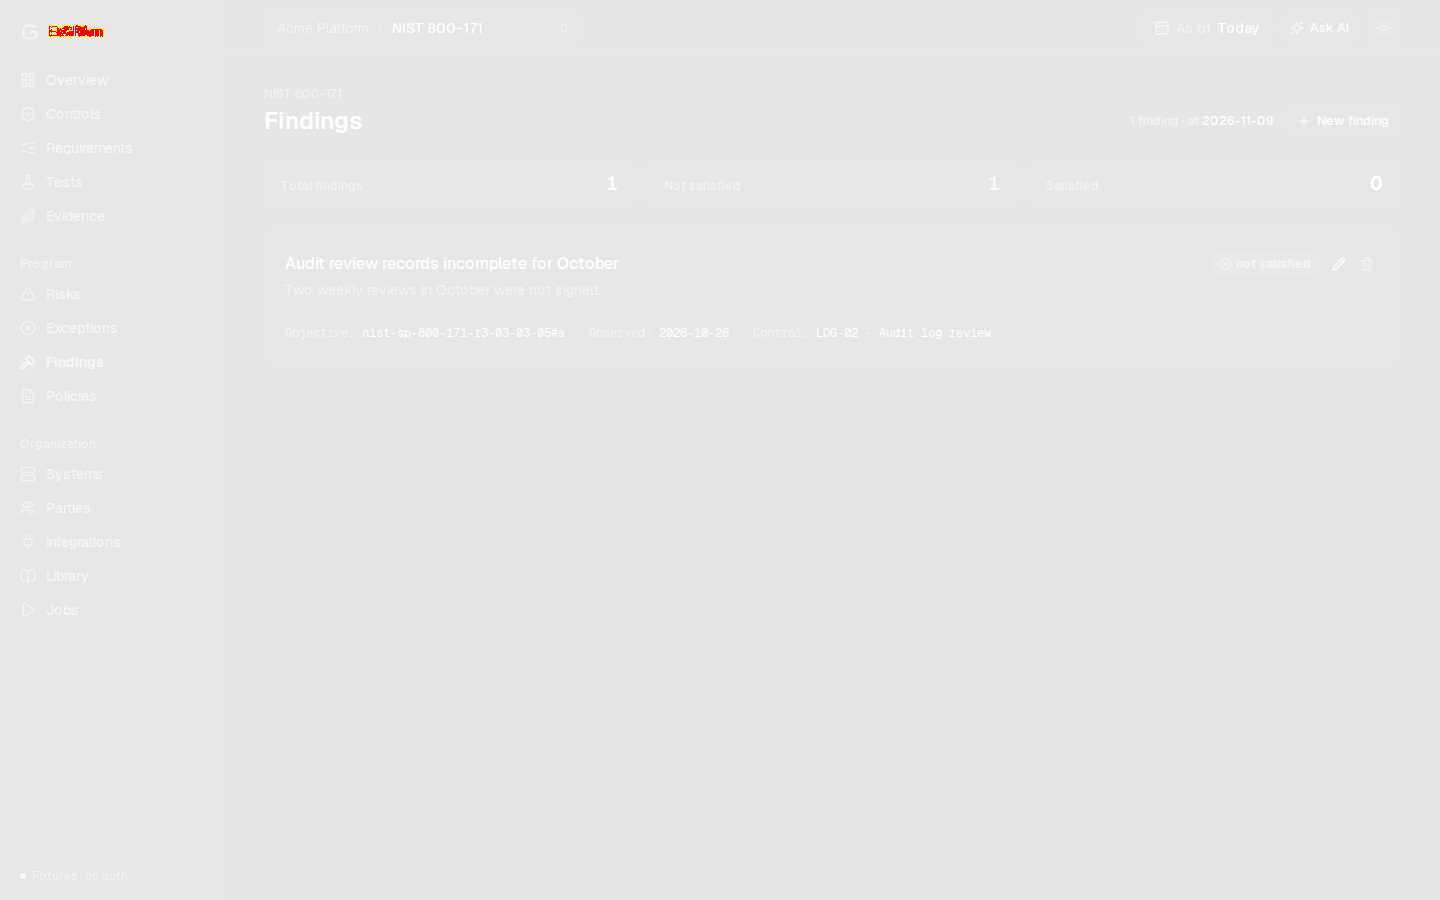 G
Acme Platform / NIST 800-171
As of Today
Ask AI
Overview
Controls
Requirements
Tests
Evidence
Program
Risks
Exceptions
Findings
Policies
Organization
Systems
Parties
Integrations
Library
Jobs
Fixtures · no auth
NIST 800-171
Findings
1 finding · at 2026-11-09
New finding
Total findings 1
Not satisfied 1
Satisfied 0
Audit review records incomplete for October
not satisfied
Two weekly reviews in October were not signed.
Objective: nist-sp-800-171-r3-03-03-05#a Observed: 2026-10-26 Control: LOG-02 · Audit log review